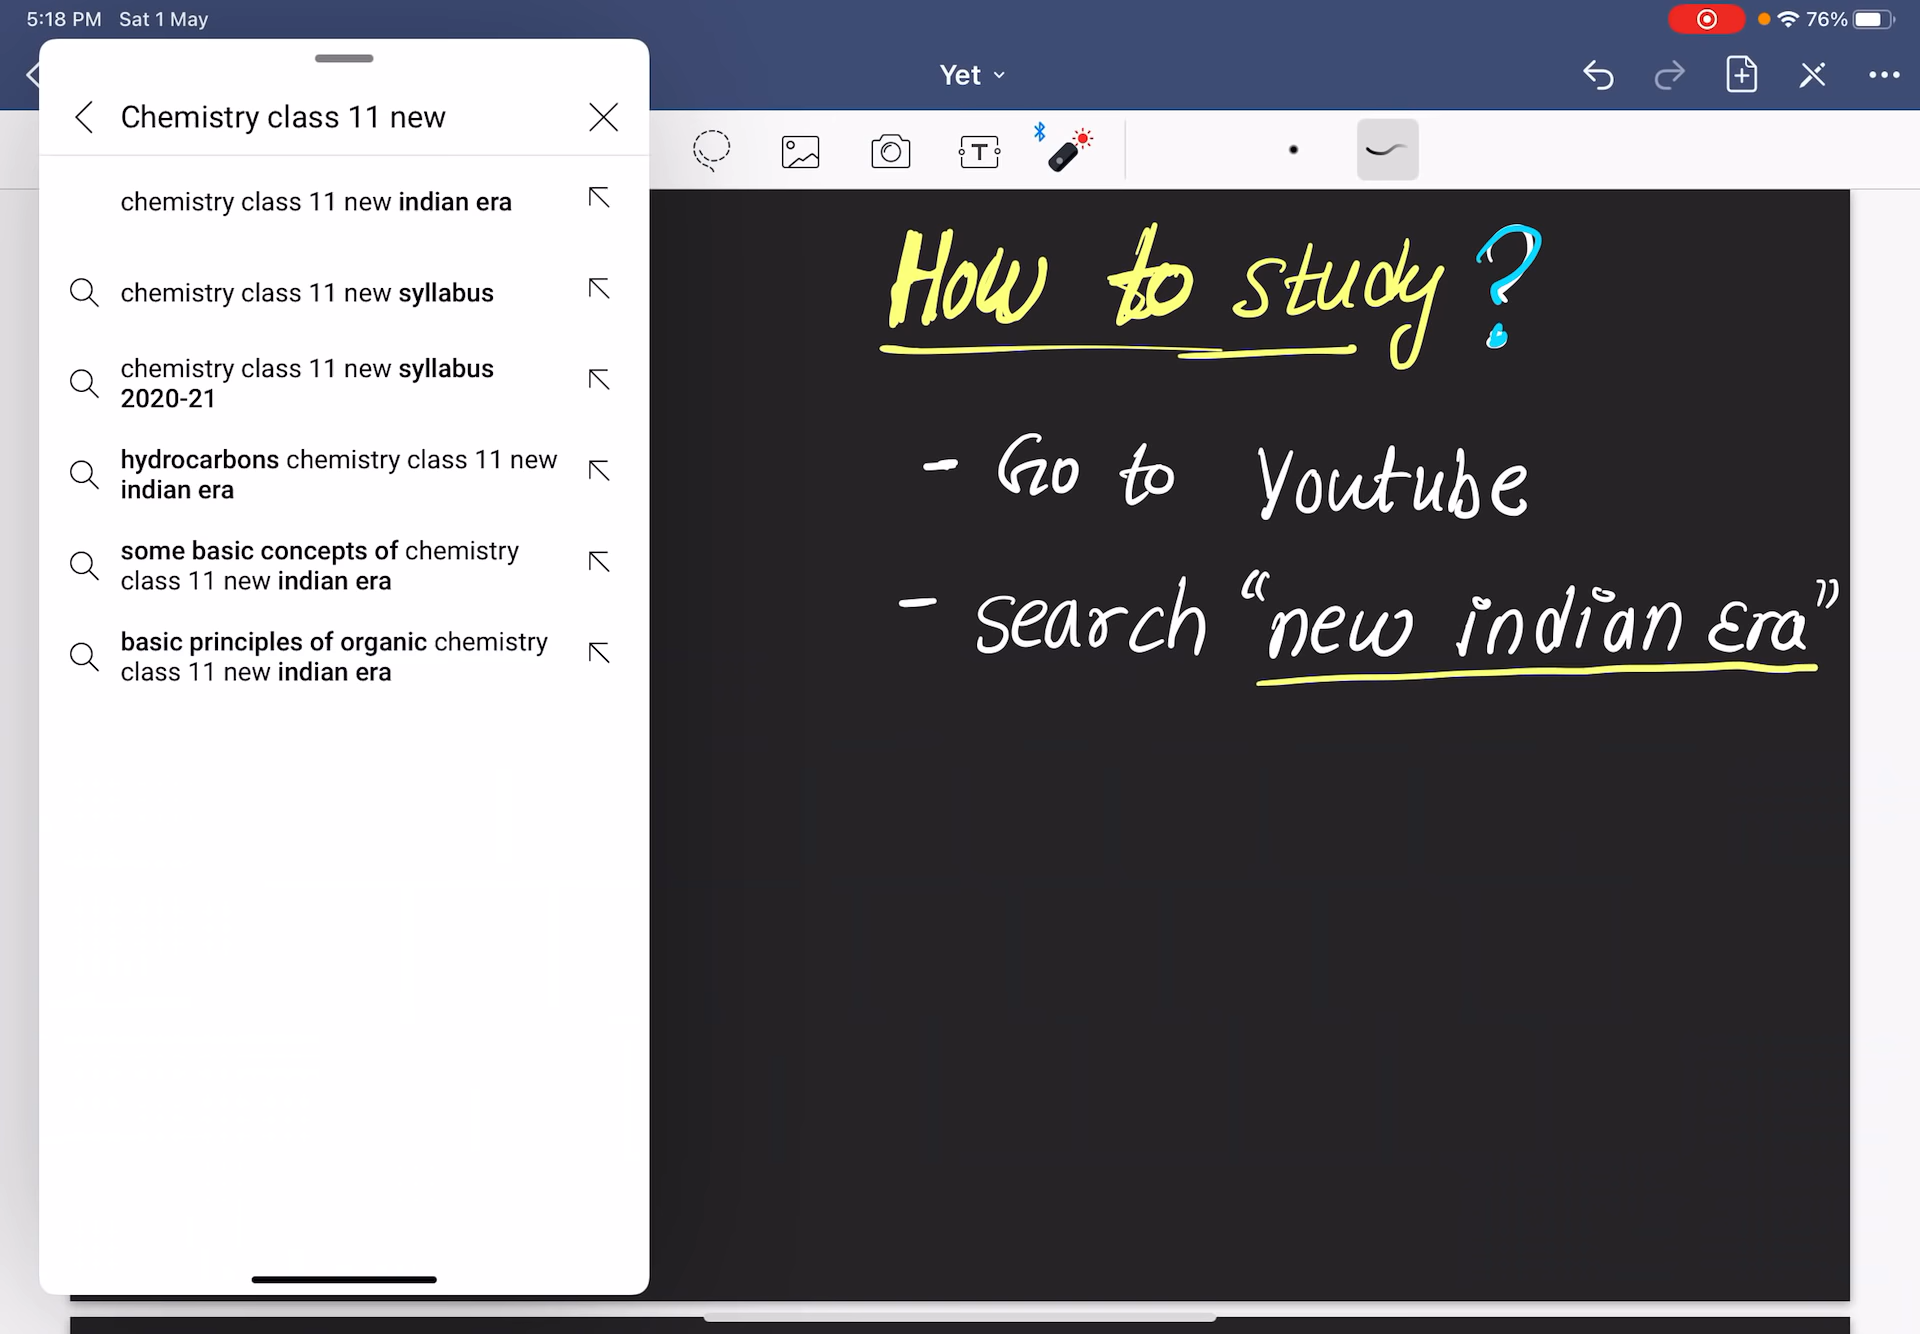 5:18 PM Sat 1 May
76%
Yet
Chemistry class 11 new
chemistry class 11 new indian era
chemistry class 11 new syllabus
chemistry class 11 new syllabus
2020-21
hydrocarbons chemistry class 11 new
indian era
some basic concepts of chemistry
class 11 new indian era
basic principles of organic chemistry
class 11 new indian era
T
How to study?
- Go to Youtube
- search "new indian Era"